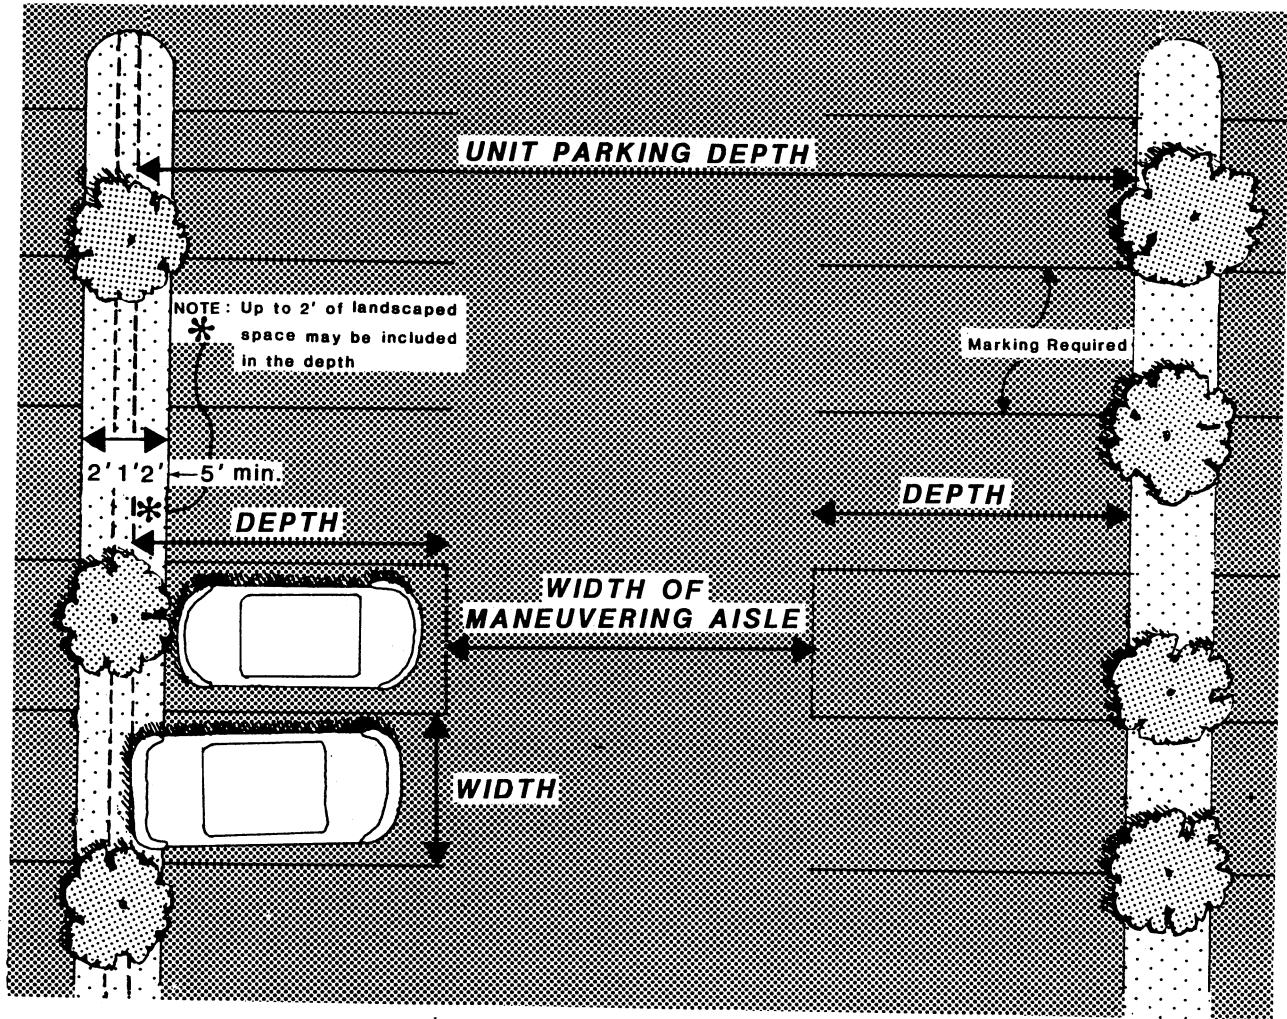 UNIT PARKING DEPTH
NOTE: Up to 2' of landscaped
* space may be included
in the depth
Marking Required
2' 1' 2' 5' min.
*
DEPTH
DEPTH
WIDTH OF
MANEUVERING AISLE
WIDTH